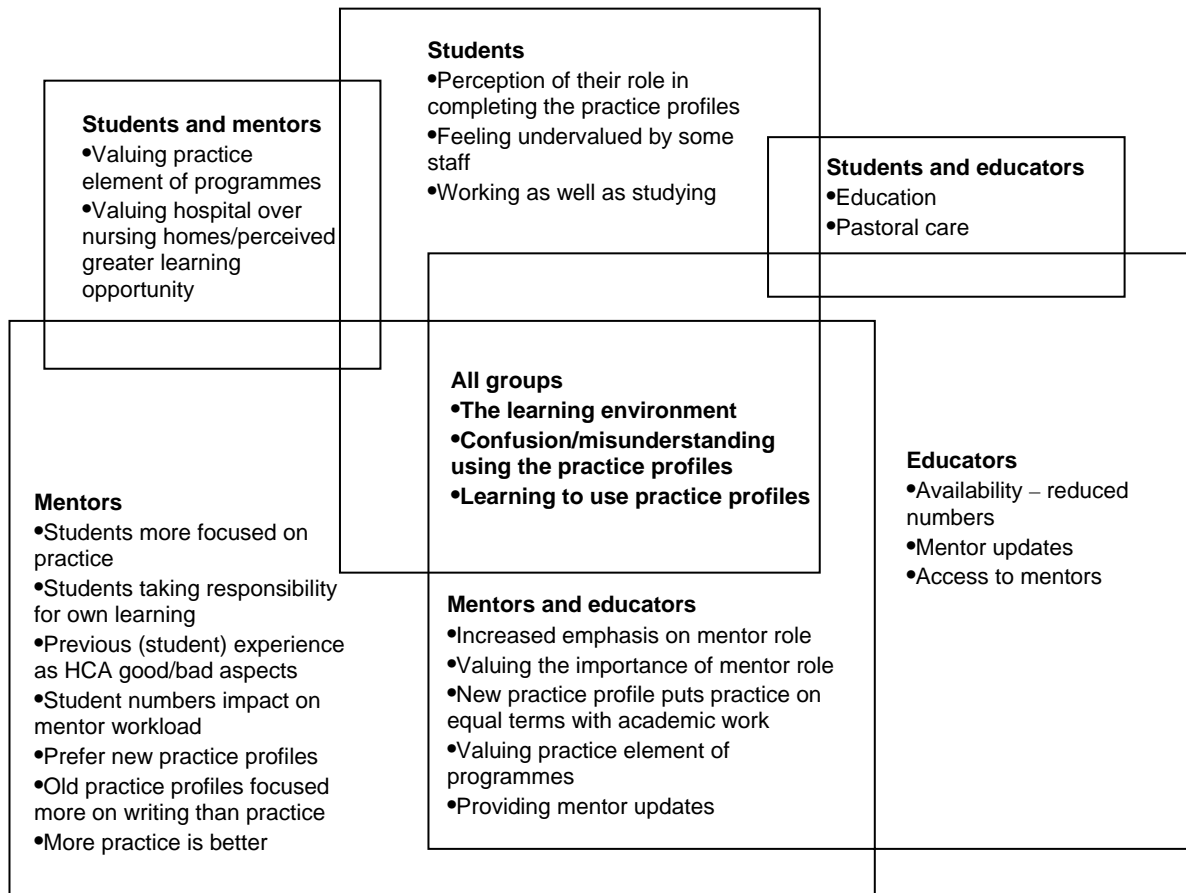 Students
•Perception of their role in
completing the practice profiles
•Feeling undervalued by some
staff
•Working as well as studying
Students and mentors
•Valuing practice
element of programmes
•Valuing hospital over
nursing homes/perceived
greater learning
opportunity
Students and educators
•Education
•Pastoral care
All groups
•The learning environment
•Confusion/misunderstanding
using the practice profiles
•Learning to use practice profiles
Educators
•Availability – reduced
numbers
•Mentor updates
•Access to mentors
Mentors
•Students more focused on
practice
•Students taking responsibility
for own learning
•Previous (student) experience
as HCA good/bad aspects
•Student numbers impact on
mentor workload
•Prefer new practice profiles
•Old practice profiles focused
more on writing than practice
•More practice is better
Mentors and educators
•Increased emphasis on mentor role
•Valuing the importance of mentor role
•New practice profile puts practice on
equal terms with academic work
•Valuing practice element of
programmes
•Providing mentor updates